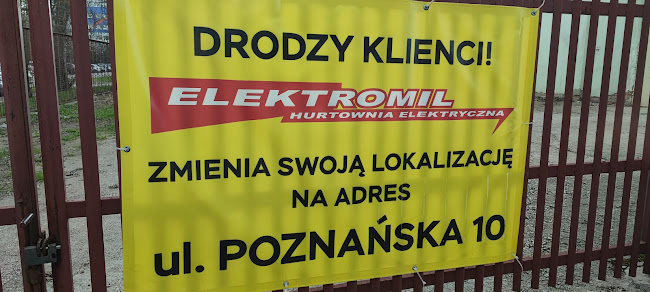 DRODZY KLIENCI!
ELEKTROMIL
HURTOWNIA ELEKTRYCZNA
ZMIENIA SWOJĄ LOKALIZACJĘ
NA ADRES
ul. POZNAŃSKA 10